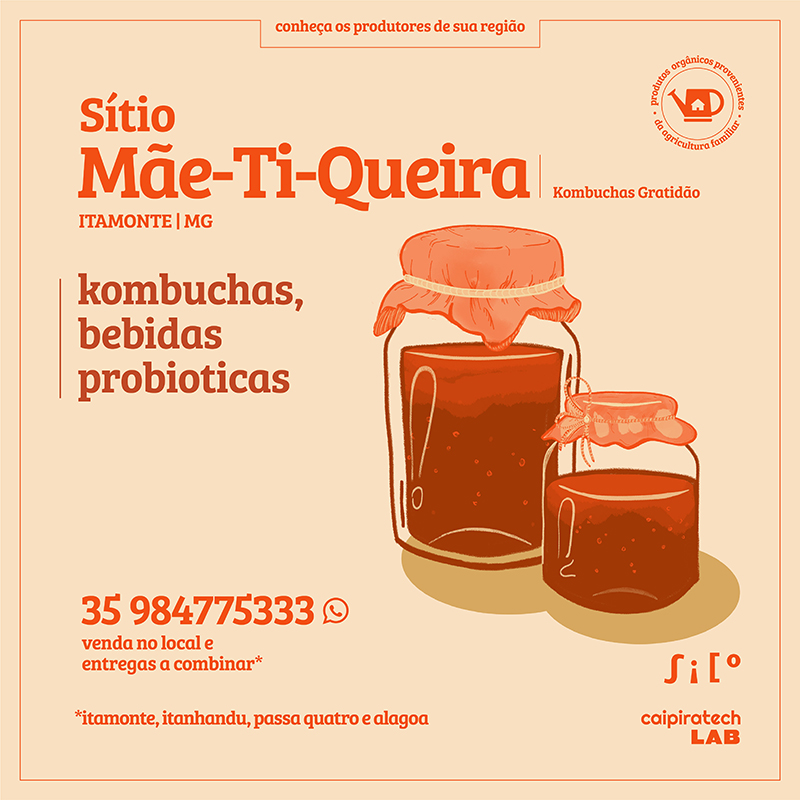 conheça os produtores de sua região
produtos orgânicos provenientes
da agricultura familiar
Sítio
Mãe-Ti-Queira
Kombuchas Gratidão
ITAMONTE | MG
kombuchas,
bebidas
probioticas
35 984775333
venda no local e
entregas a combinar*
*itamonte, itanhandu, passa quatro e alagoa
caipiratech
LAB